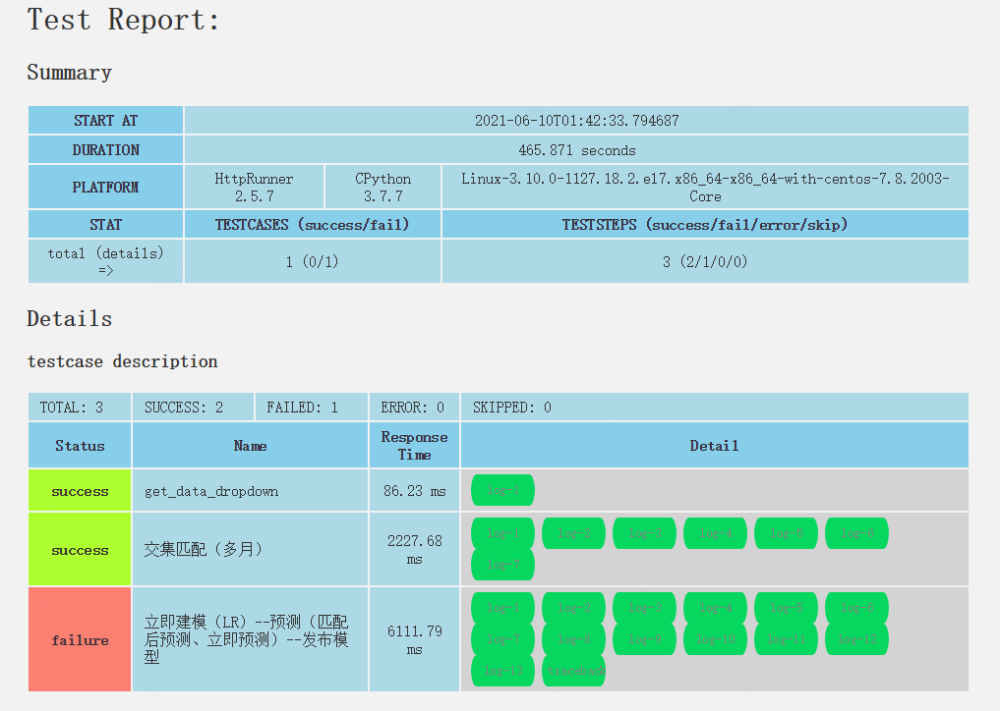 Test Report:
Summary
START AT 2021-06-10T01:42:33.794687
DURATION 465.871 seconds
PLATFORM HttpRunner 2.5.7 CPython 3.7.7 Linux-3.10.0-1127.18.2.el7.x86_64-x86_64-with-centos-7.8.2003-
Core
STAT TESTCASES (success/fail) TESTSTEPS (success/fail/error/skip)
total (details)
=> 1 (0/1) 3 (2/1/0/0)
Details
testcase description
TOTAL: 3 SUCCESS: 2 FAILED: 1 ERROR: 0 SKIPPED: 0
Status Name Response
Time Detail
success get_data_dropdown 86.23 ms log-1
success 交集匹配（多月） 2227.68
ms log-1 log-2 log-3 log-4 log-5 log-6
log-7
failure 立即建模（LR）--预测（匹配
后预测、立即预测）--发布模
型 6111.79
ms log-1 log-2 log-3 log-4 log-5 log-6
log-7 log-8 log-9 log-10 log-11 log-12
log-13 traceback